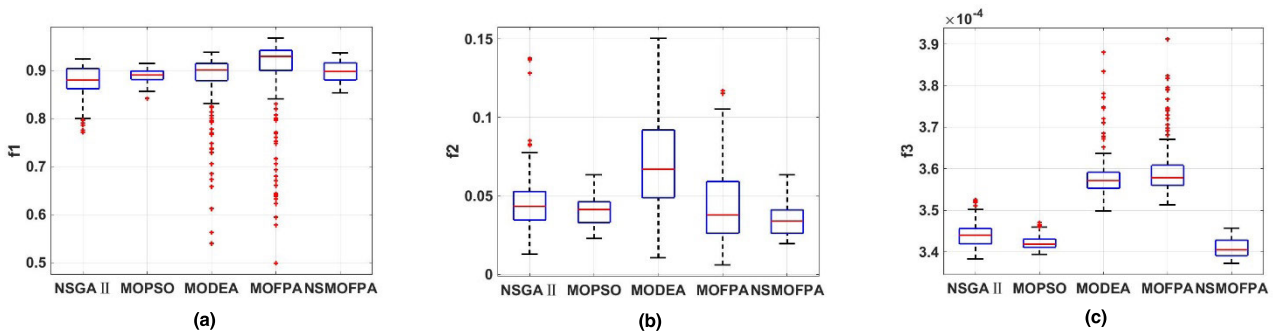 f1
0.9
0.8
0.7
0.6
0.5
NSGA Ⅱ MOPSO MODEA MOFPA NSMOFPA
(a)
f2
0.15
0.1
0.05
0
NSGA Ⅱ MOPSO MODEA MOFPA NSMOFPA
(b)
×10⁻⁴
f3
3.9
3.8
3.7
3.6
3.5
3.4
NSGA Ⅱ MOPSO MODEA MOFPA NSMOFPA
(c)